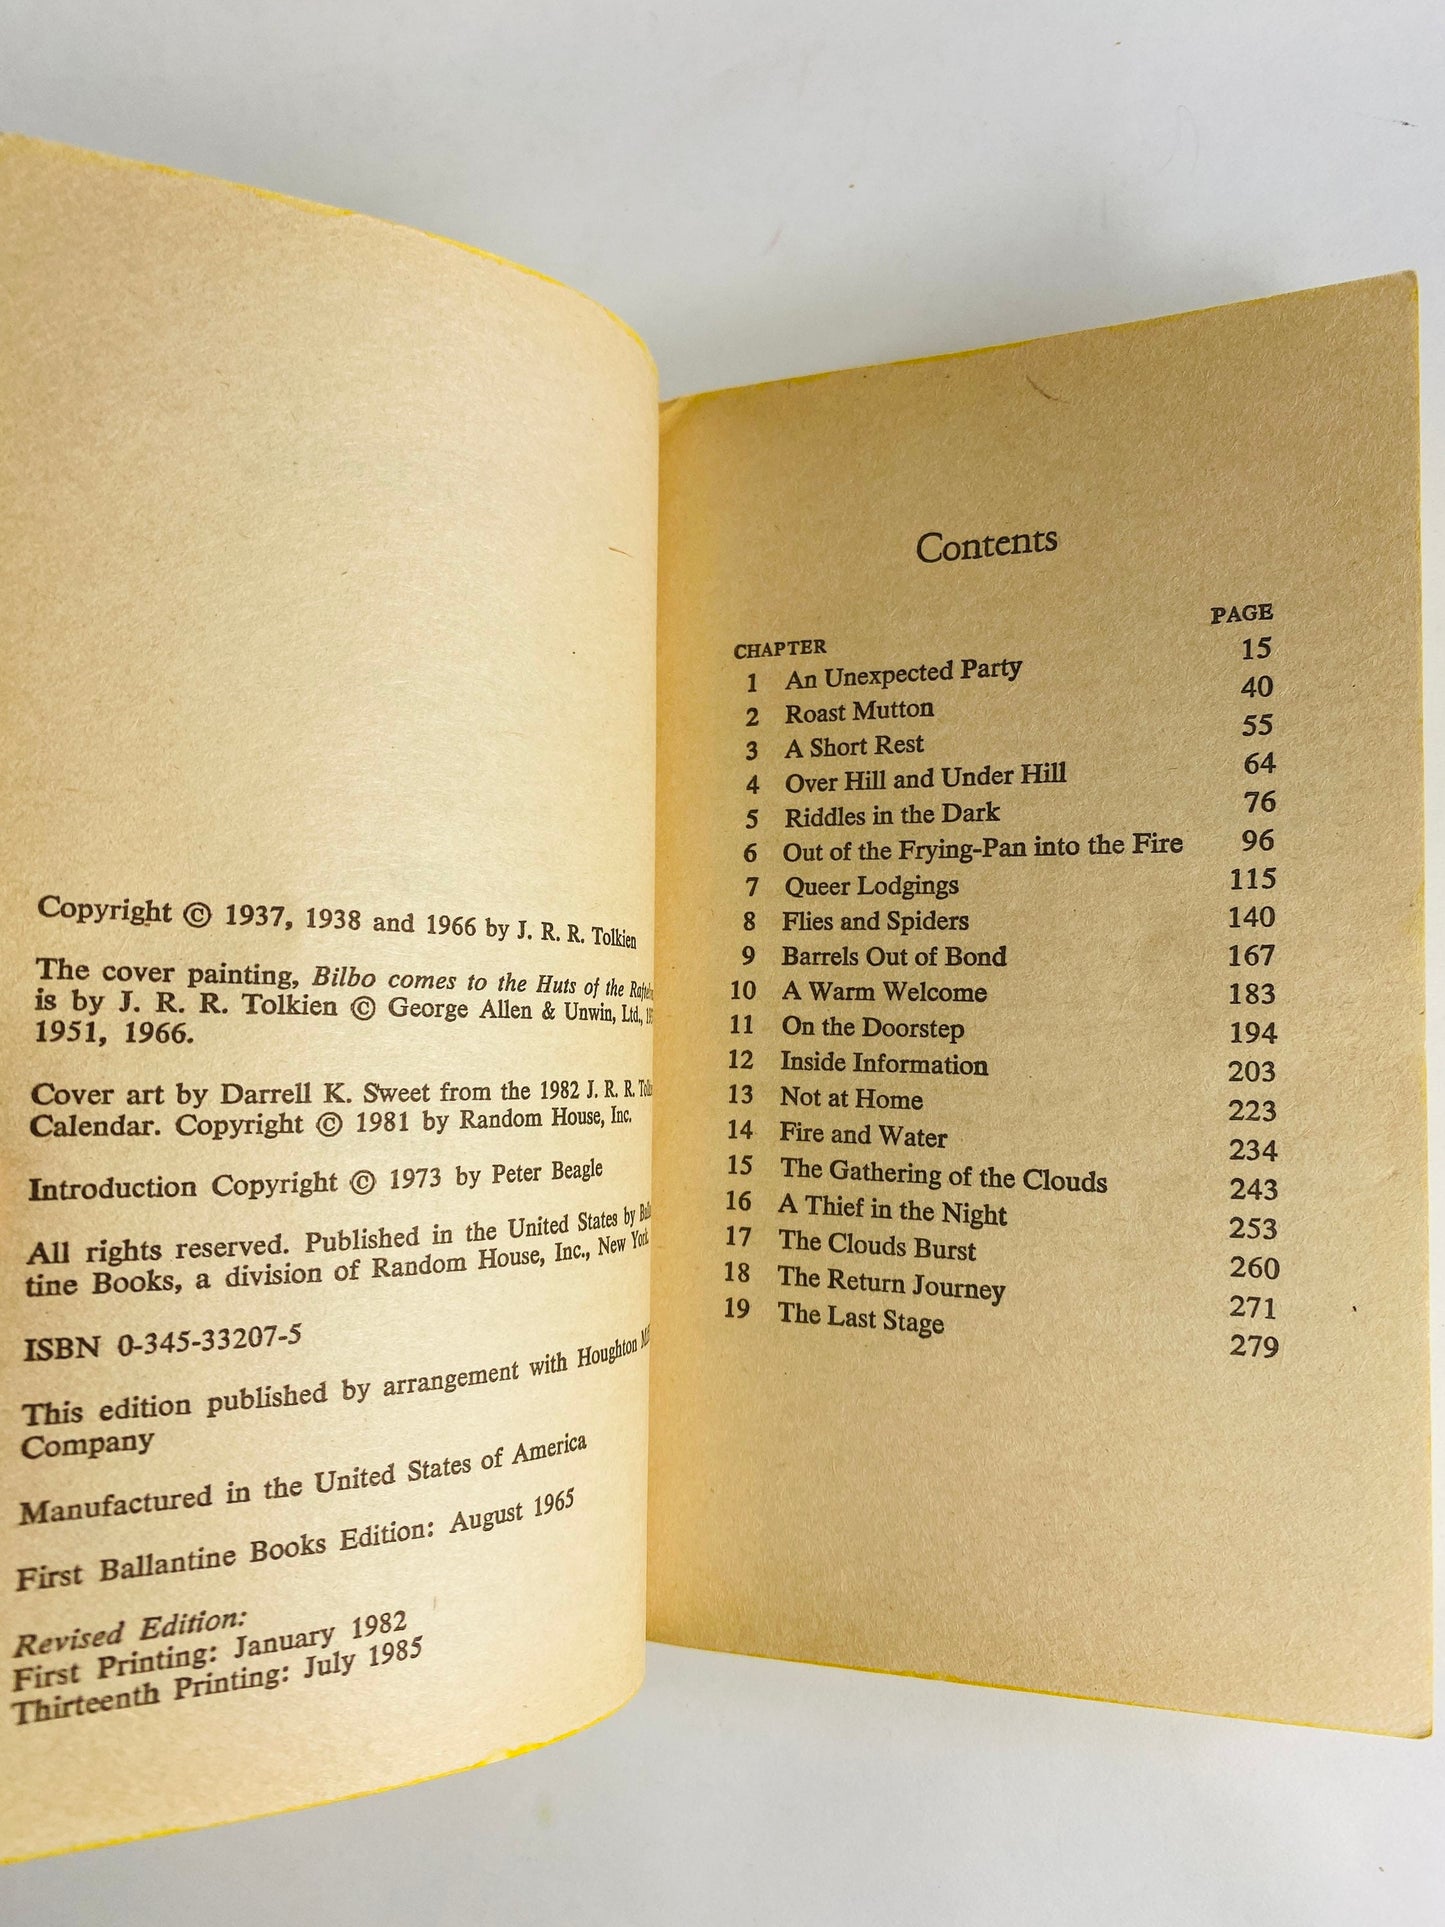 Copyright © 1937, 1938 and 1966 by J. R. R. Tolkien
The cover painting, Bilbo comes to the Huts of the
is by J. R. R. Tolkien © George Allen & Unwin, Ltd.,
1951, 1966.
Cover art by Darrell K. Sweet from the 1982 J. R. R.
Calendar. Copyright © 1981 by Random House, Inc.
Introduction Copyright © 1973 by Peter Beagle
All rights reserved. Published in the United States by
tine Books, a division of Random House, Inc., New York
ISBN 0-345-33207-5
This edition published by arrangement with Houghton
Company
Manufactured in the United States of America
First Ballantine Books Edition: August 1965
Revised Edition:
First Printing: January 1982
Thirteenth Printing: July 1985
Contents
CHAPTER PAGE
1 An Unexpected Party 15
2 Roast Mutton 40
3 A Short Rest 55
4 Over Hill and Under Hill 64
5 Riddles in the Dark 76
6 Out of the Frying-Pan into the Fire 96
7 Queer Lodgings 115
8 Flies and Spiders 140
9 Barrels Out of Bond 167
10 A Warm Welcome 183
11 On the Doorstep 194
12 Inside Information 203
13 Not at Home 223
14 Fire and Water 234
15 The Gathering of the Clouds 243
16 A Thief in the Night 253
17 The Clouds Burst 260
18 The Return Journey 271
19 The Last Stage 279